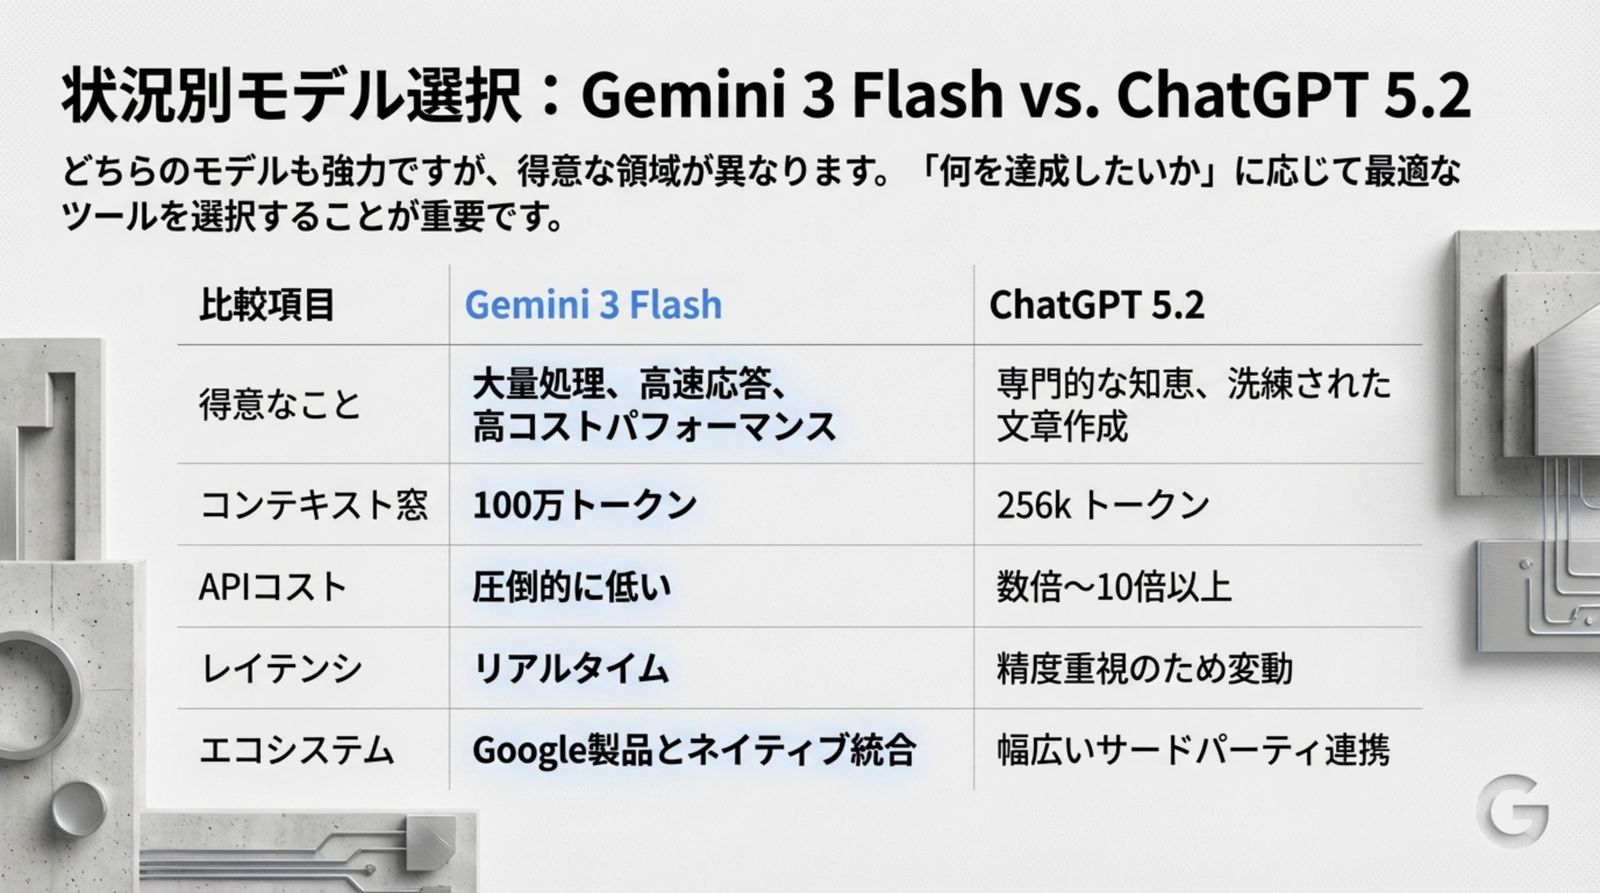 状況別モデル選択：Gemini 3 Flash vs. ChatGPT 5.2
どちらのモデルも強力ですが、得意な領域が異なります。「何を達成したいか」に応じて最適な
ツールを選択することが重要です。
比較項目
Gemini 3 Flash
ChatGPT 5.2
得意なこと
大量処理、高速応答、
高コストパフォーマンス
専門的な知恵、洗練された
文章作成
コンテキスト窓
100万トークン
256k トークン
APIコスト
圧倒的に低い
数倍〜10倍以上
レイテンシ
リアルタイム
精度重視のため変動
エコシステム
Google製品とネイティブ統合
幅広いサードパーティ連携
G